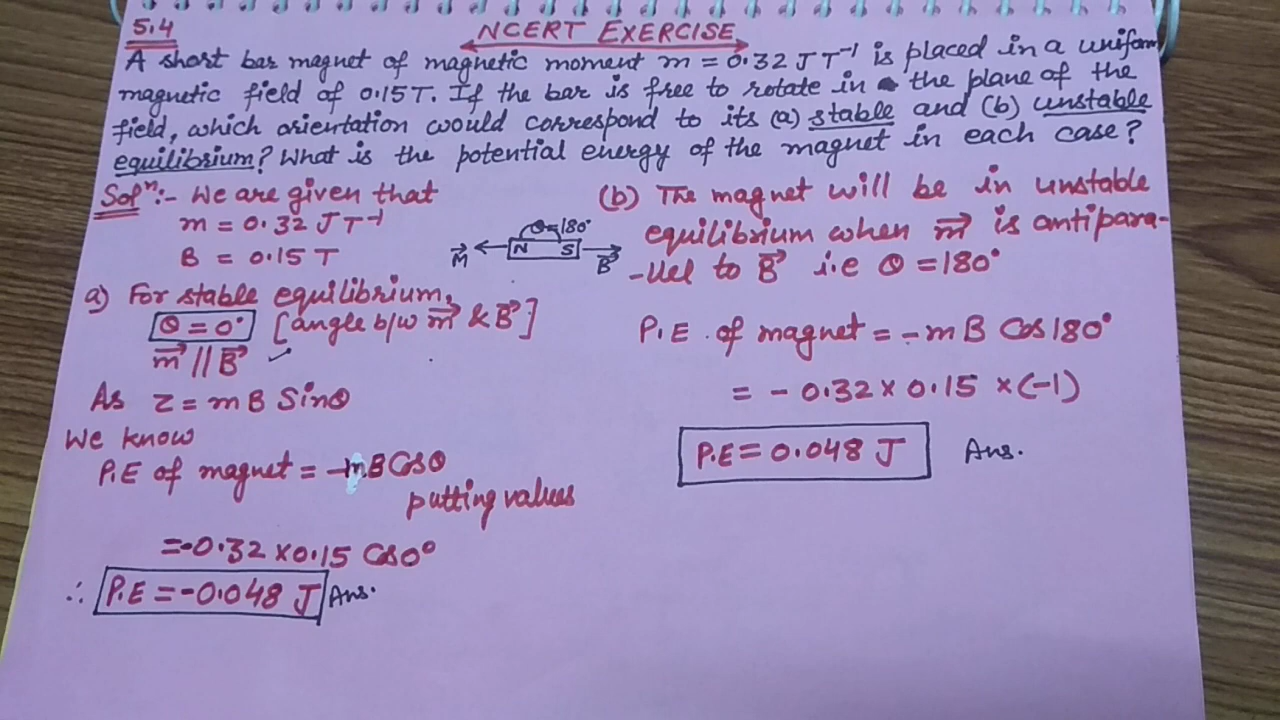 5.4
NCERT EXERCISE
A short bar magnet of magnetic moment m = 0.32 J T⁻¹ is placed in a uniform
magnetic field of 0.15T. If the bar is free to rotate in the plane of the
field, which orientation would correspond to its (a) stable and (b) unstable
equilibrium? What is the potential energy of the magnet in each case?
Solⁿ:- We are given that
m = 0.32 J T⁻¹
B = 0.15 T
a) For stable equilibrium,
θ = 0° [angle b/w m⃗ & B⃗]
m⃗ // B⃗ ✓
As τ = m B Sinθ
We know
P.E of magnet = -mB Cosθ
putting values
= -0.32 x 0.15 Cos0°
∴ P.E = -0.048 J Ans.
θ=180°
M⃗ N S B⃗
(b) The magnet will be in unstable
equilibrium when m⃗ is antipara-
-llel to B⃗ i.e θ = 180°
P.E. of magnet = -m B Cos 180°
= - 0.32 x 0.15 x (-1)
P.E = 0.048 J Ans.